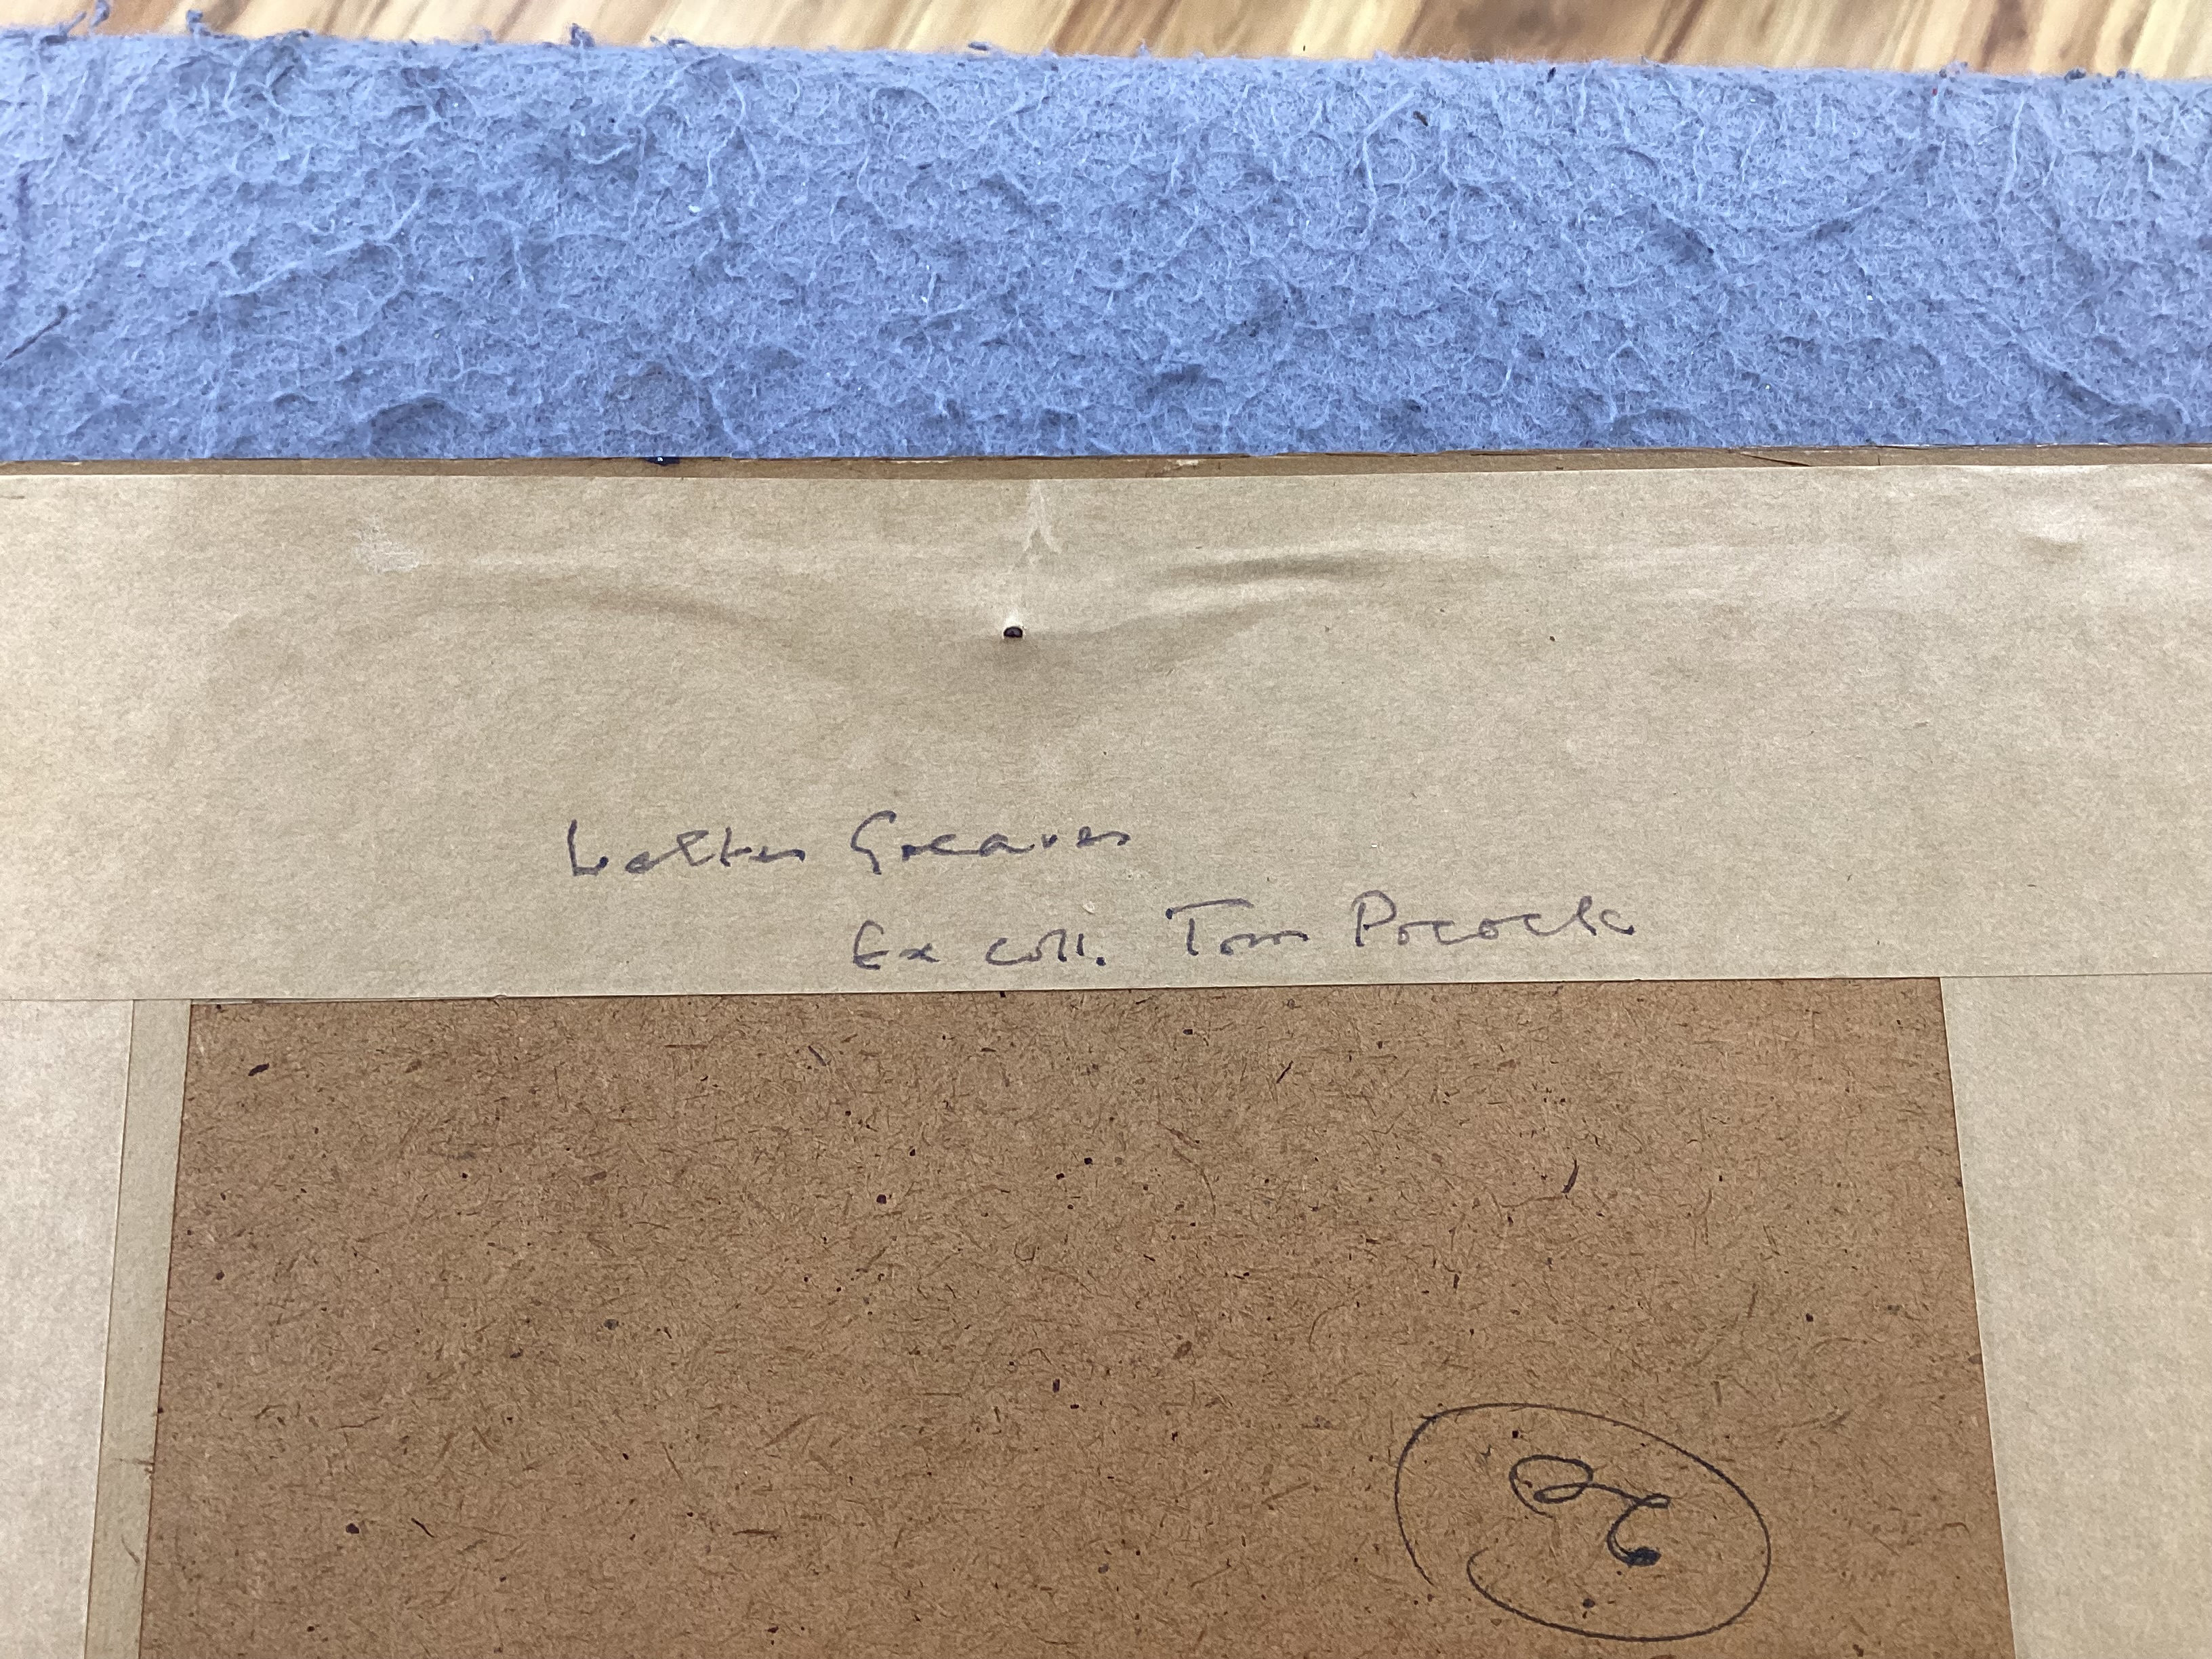 Walter Greaves
Ex coll. Tom Pocock